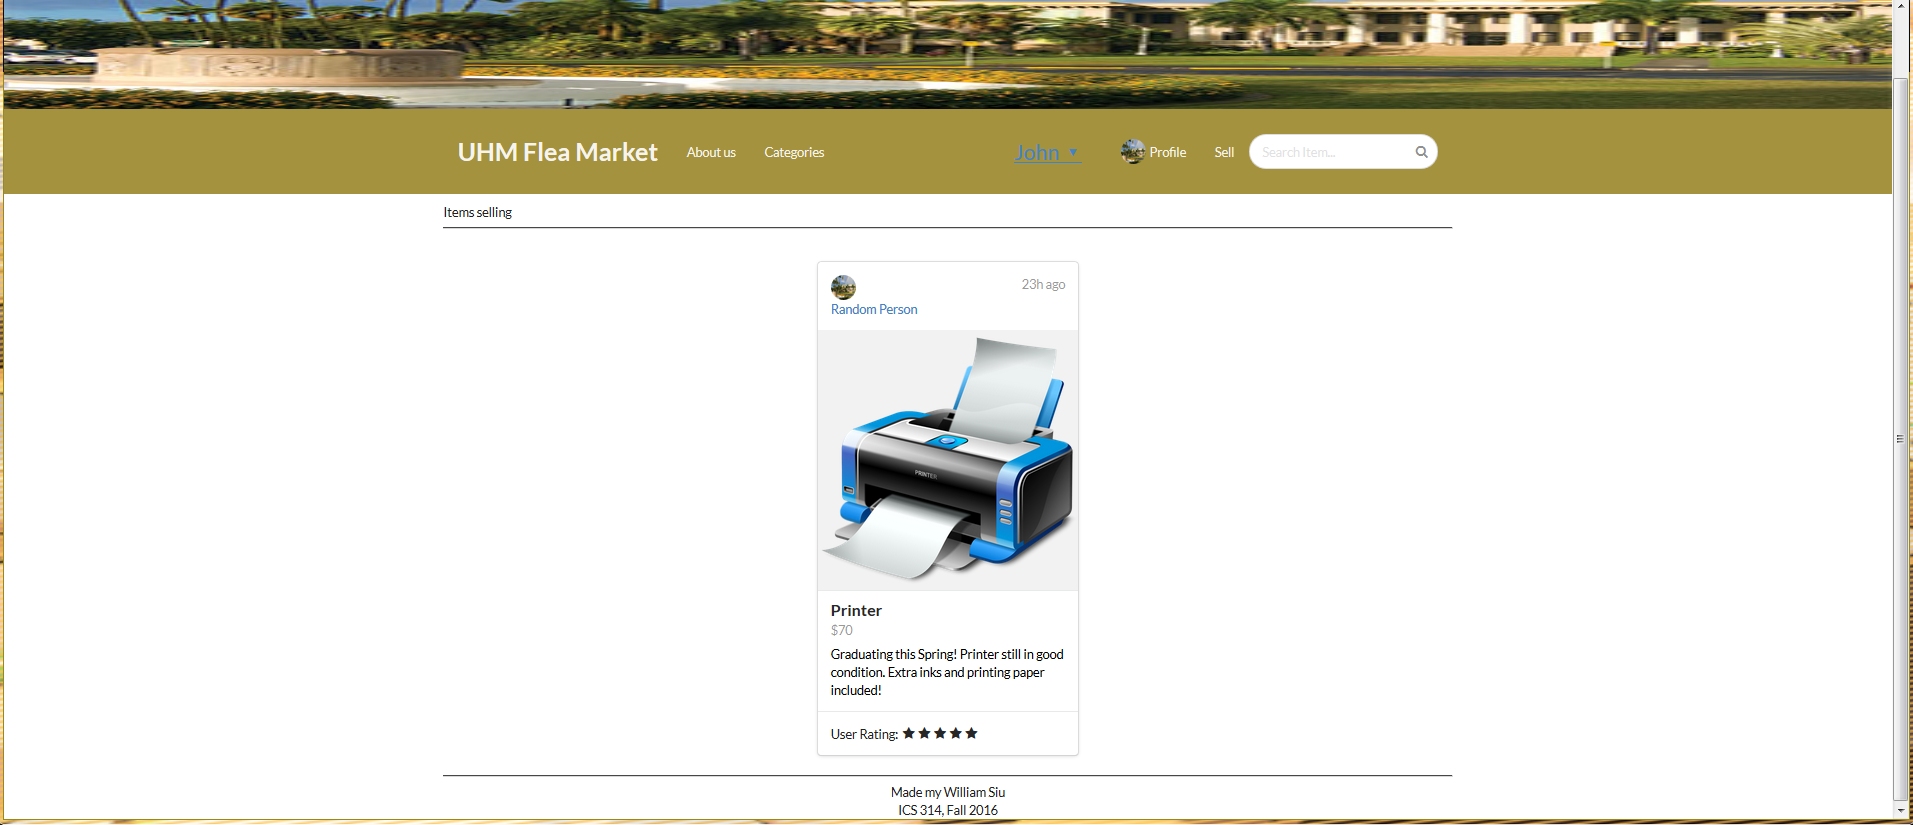 UHM Flea Market About us Categories John Profile Sell Search Item...
Items selling
23h ago
Random Person
PRINTER
Printer
$70
Graduating this Spring! Printer still in good
condition. Extra inks and printing paper
included!
User Rating:
Made my William Siu
ICS 314, Fall 2016